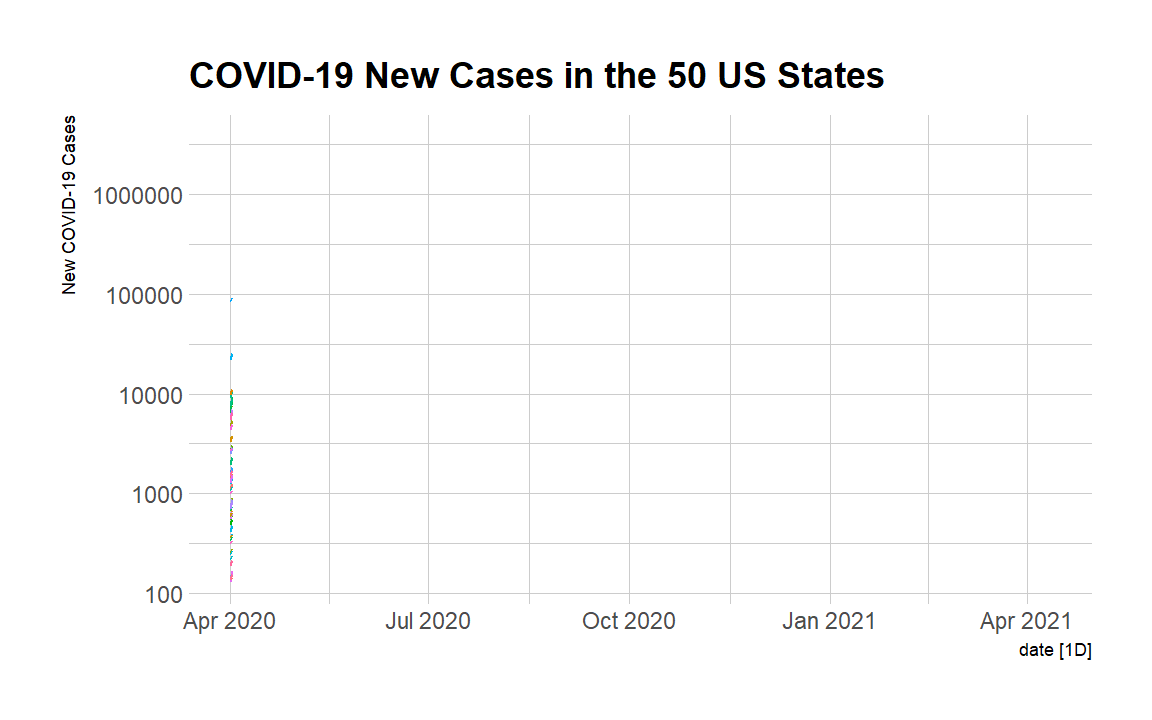 COVID-19 New Cases in the 50 US States
New COVID-19 Cases
1000000
100000
10000
1000
100
Apr 2020
Jul 2020
Oct 2020
Jan 2021
Apr 2021
date [1D]